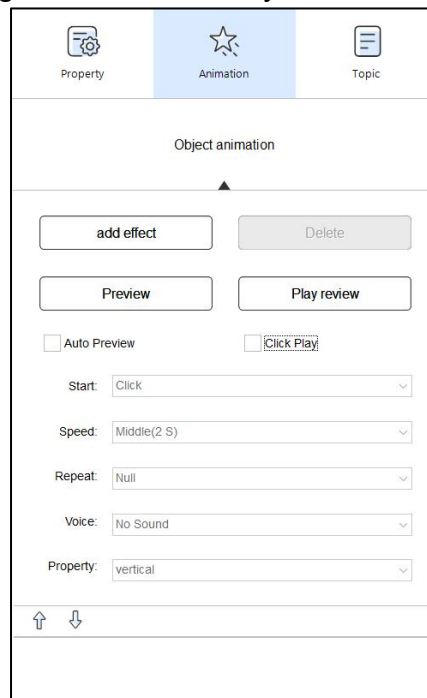 Property Animation Topic
Object animation
add effect Delete
Preview Play review
Auto Preview Click Play
Start: Click
Speed: Middle(2 S)
Repeat: Null
Voice: No Sound
Property: vertical